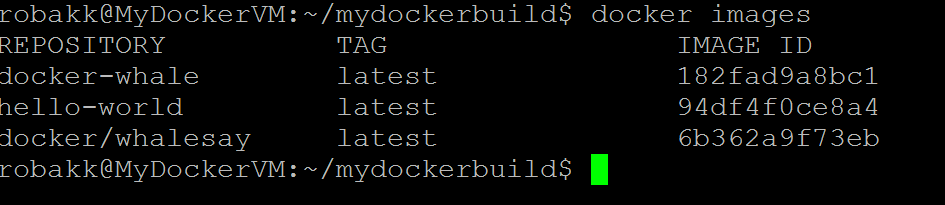 robakk@MyDockerVM:~/mydockerbuild$ docker images
REPOSITORY TAG IMAGE ID
docker-whale latest 182fad9a8bc1
hello-world latest 94df4f0ce8a4
docker/whalesay latest 6b362a9f73eb
robakk@MyDockerVM:~/mydockerbuild$